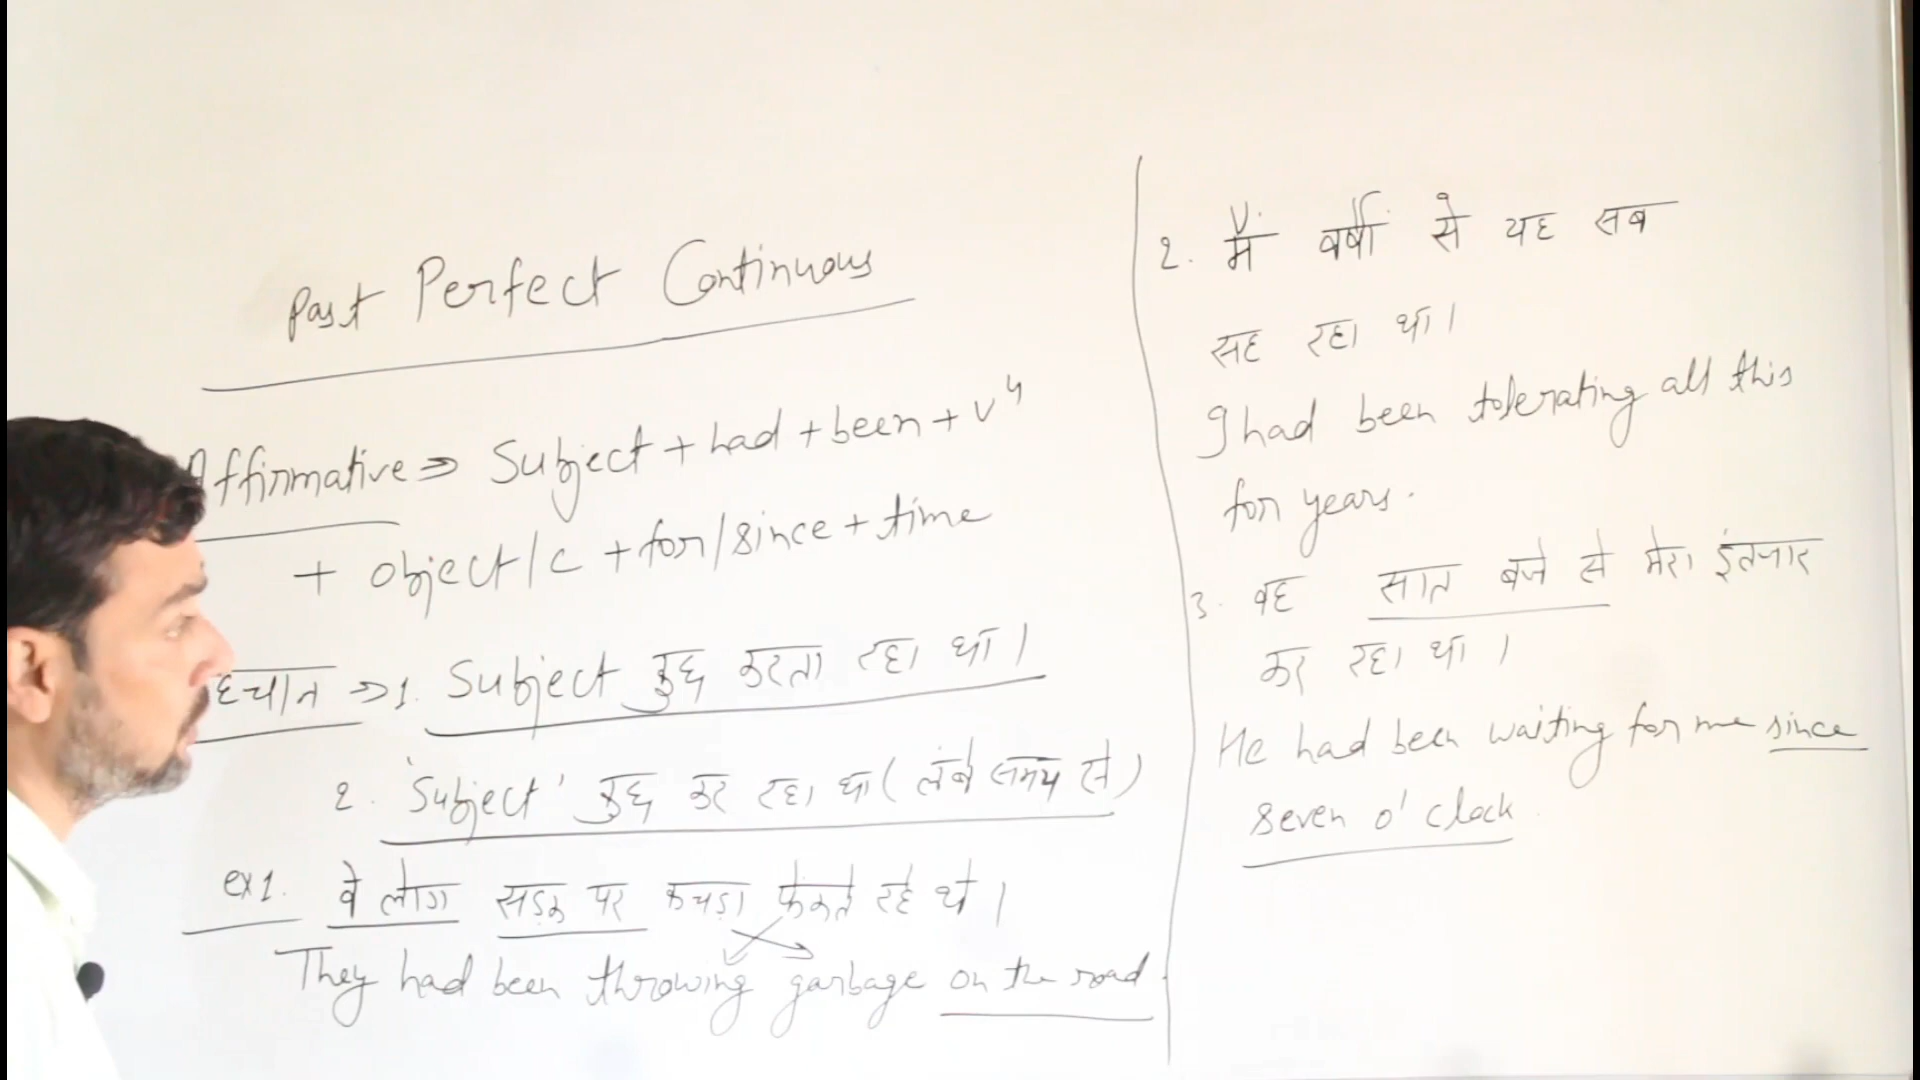 Past Perfect Continuous
Affirmative ⇒ Subject + had + been + V⁴
+ object/c + for/since + time
हचान ⇒ 1. Subject कुछ करता रहा था।
2. 'Subject' कुछ कर रहा था (लंबे समय से)
ex1. वे लोग सड़क पर कचड़ा फेंकते रहे थे।
They had been throwing garbage on the road.
2. मैं वर्षों से यह सब
सह रहा था।
I had been tolerating all this
for years.
3. वह सात बजे से मेरा इंतजार
कर रहा था।
He had been waiting for me since
seven o'clock.